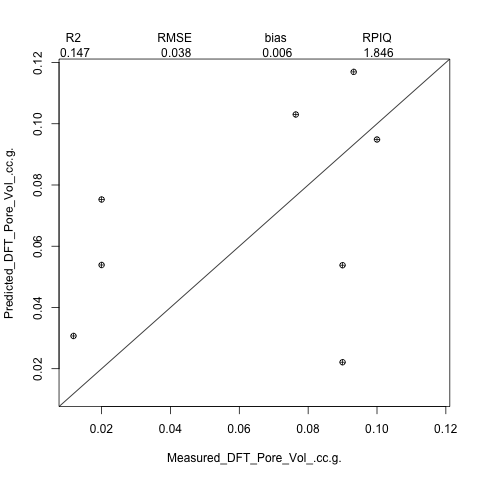 R2 RMSE bias RPIQ
0.147 0.038 0.006 1.846
0.12
0.10
0.08
0.06
0.04
0.02
Predicted_DFT_Pore_Vol_.cc.g.
0.02 0.04 0.06 0.08 0.10 0.12
Measured_DFT_Pore_Vol_.cc.g.